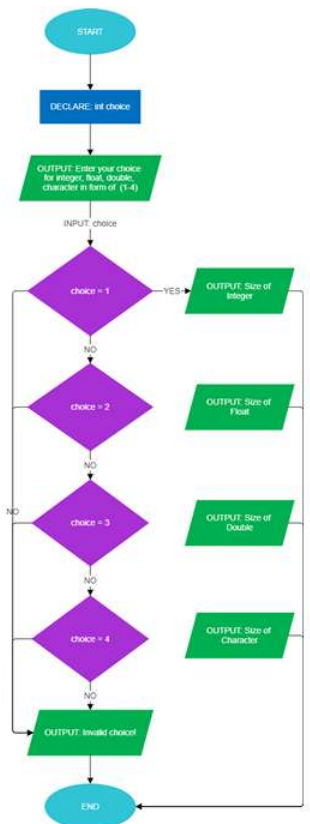 START
DECLARE: int choice
OUTPUT: Enter your choice
for integer, float, double,
character in form of (1-4)
INPUT: choice
choice = 1
YES
OUTPUT: Size of
Integer
NO
choice = 2
OUTPUT: Size of
Float
NO
NO
choice = 3
OUTPUT: Size of
Double
NO
choice = 4
OUTPUT: Size of
Character
NO
OUTPUT: Invalid choice!
END